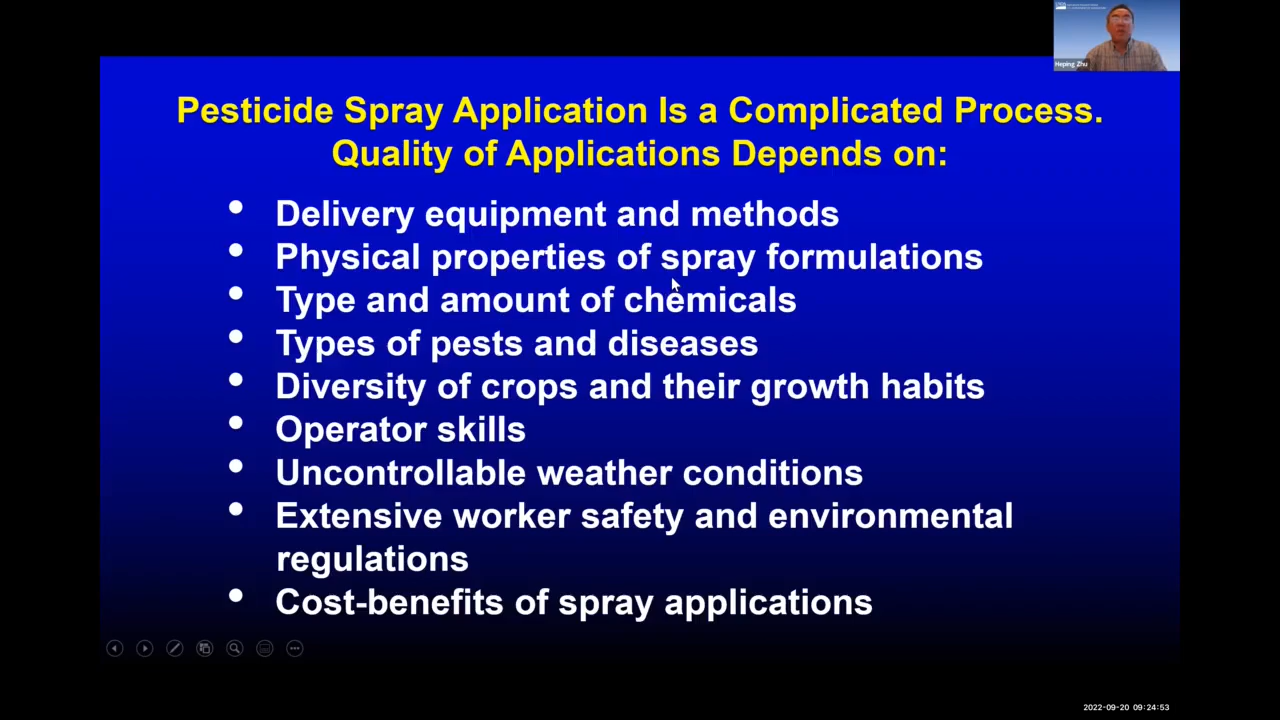 Heping Zhu
Pesticide Spray Application Is a Complicated Process.
Quality of Applications Depends on:
• Delivery equipment and methods
• Physical properties of spray formulations
• Type and amount of chemicals
• Types of pests and diseases
• Diversity of crops and their growth habits
• Operator skills
• Uncontrollable weather conditions
• Extensive worker safety and environmental
regulations
• Cost-benefits of spray applications
2022-09-20 09:24:53